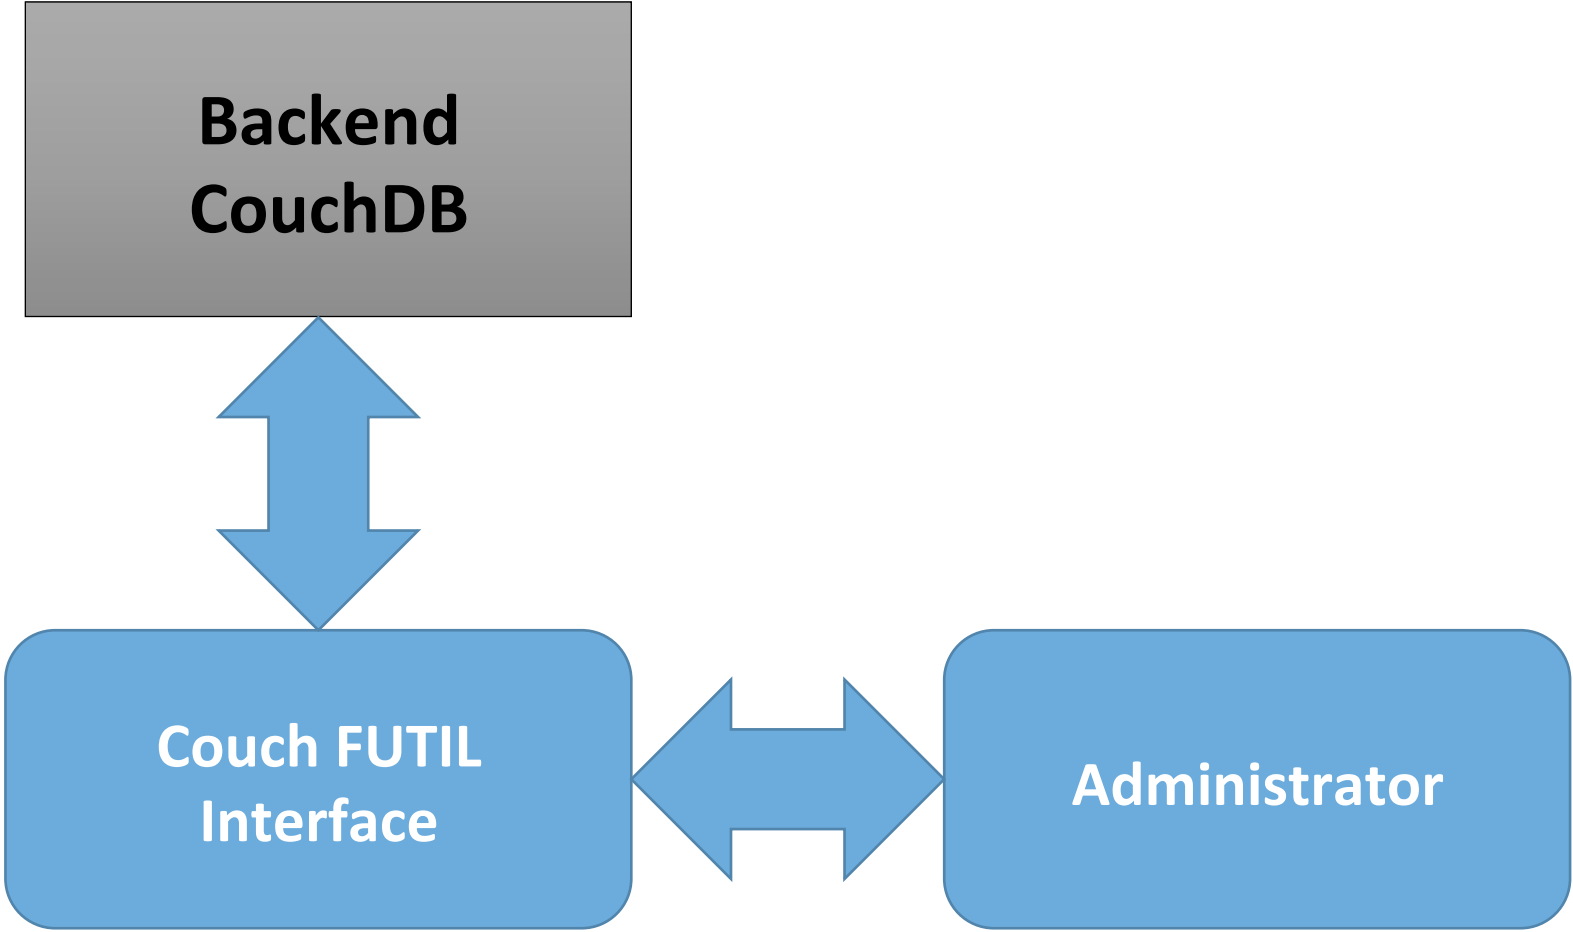 Backend
CouchDB
Couch FUTIL
Interface
Administrator